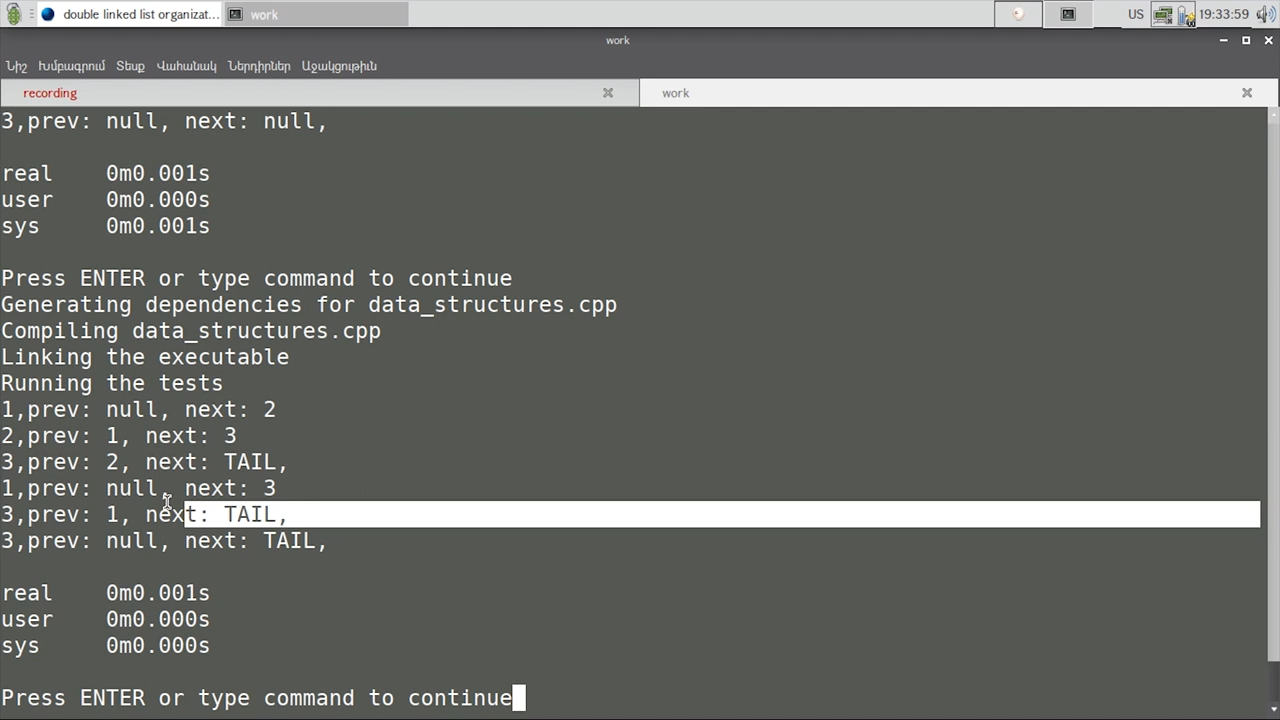 double linked list organizat...
work
US
19:33:59
work
Նիշ Խմբագրում Տեսք Վահանակ Ներդիրներ Աջակցութիւն
recording
work
3,prev: null, next: null,
real 0m0.001s
user 0m0.000s
sys 0m0.001s
Press ENTER or type command to continue
Generating dependencies for data_structures.cpp
Compiling data_structures.cpp
Linking the executable
Running the tests
1,prev: null, next: 2
2,prev: 1, next: 3
3,prev: 2, next: TAIL,
1,prev: null, next: 3
3,prev: 1, next: TAIL,
3,prev: null, next: TAIL,
real 0m0.001s
user 0m0.000s
sys 0m0.000s
Press ENTER or type command to continue